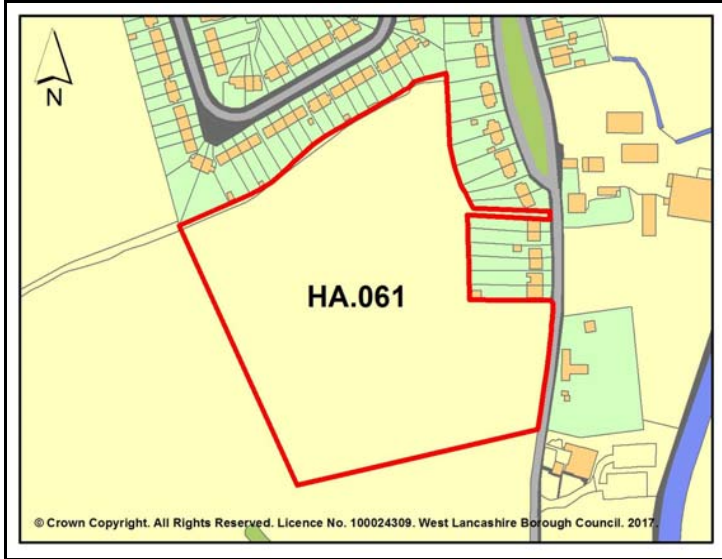 N
HA.061
© Crown Copyright. All Rights Reserved. Licence No. 100024309. West Lancashire Borough Council. 2017.